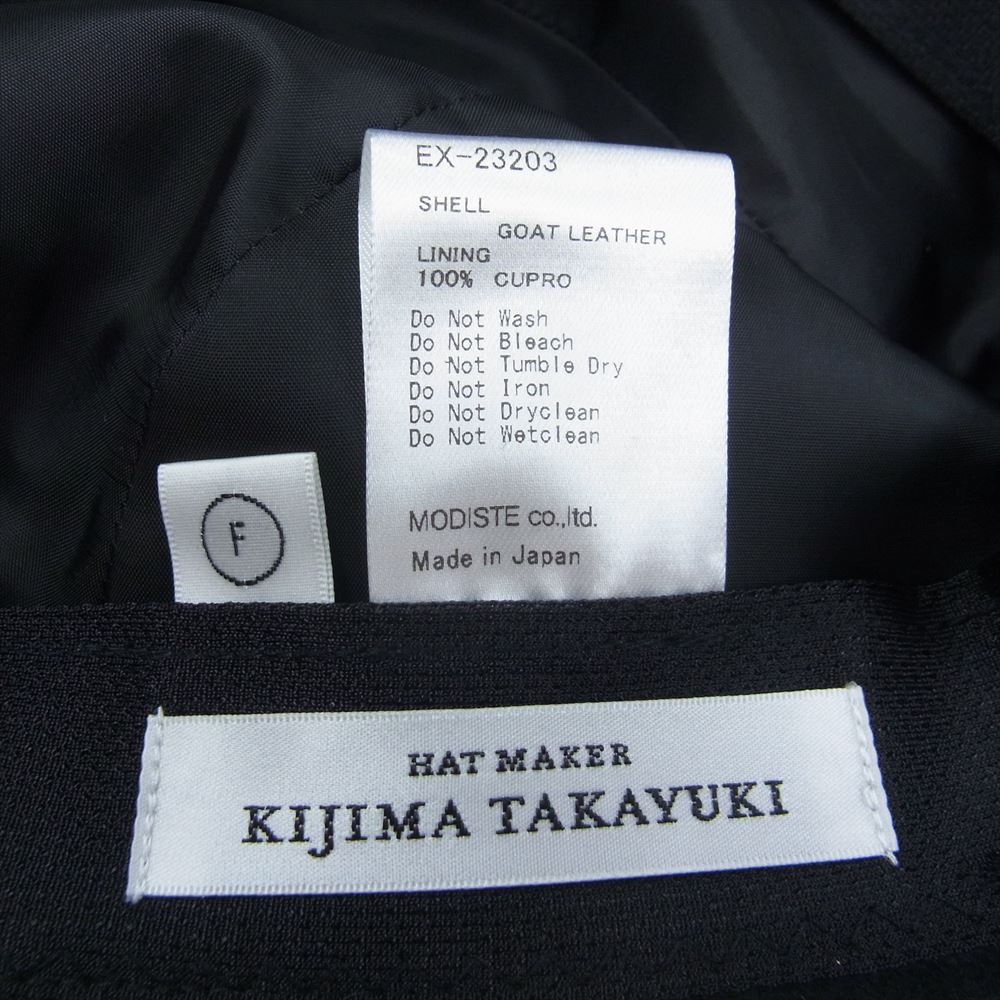 EX-23203
SHELL
GOAT LEATHER
LINING
100% CUPRO
Do Not Wash
Do Not Bleach
Do Not Tumble Dry
Do Not Iron
Do Not Dryclean
Do Not Wetclean
MODISTE co.,ltd.
Made in Japan
F
HAT MAKER
KIJIMA TAKAYUKI